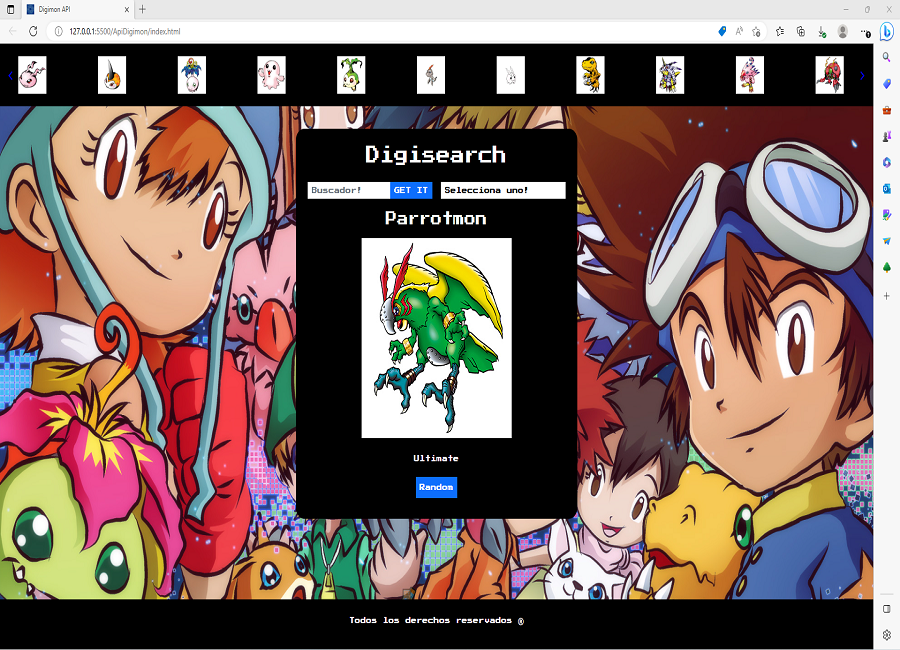 Digimon API
127.0.0.1:5500/ApiDigimon/index.html
Digisearch
Buscador!
GET IT
Selecciona uno!
Parrotmon
Ultimate
Random
Todos los derechos reservados @